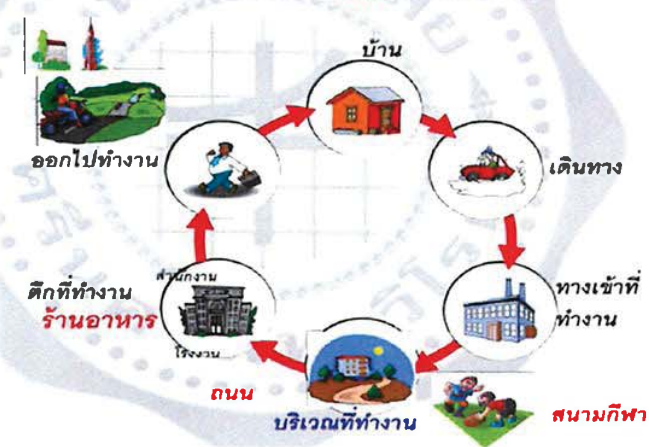 บ้าน
ออกไปทำงาน
เดินทาง
สำนักงาน
ตึกที่ทำงาน
ร้านอาหาร
ทางเข้าที่
ทำงาน
โรงงาน
ถนน
บริเวณที่ทำงาน
สนามกีฬา